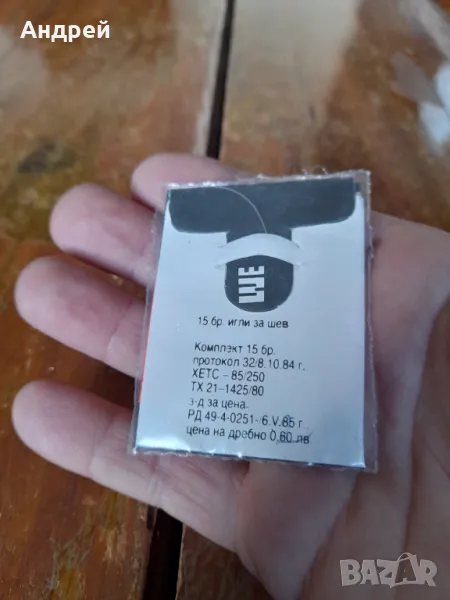 Андрей
15 бр. игли за шев
Комплект 15 бр.
протокол 32/8.10.84 г.
ХЕТС – 85/250
ТХ 21-1425/80
з-д за цена
РД 49-4-0251-/6.V.85 г.
цена на дребно 0,60 лв
BAZAR